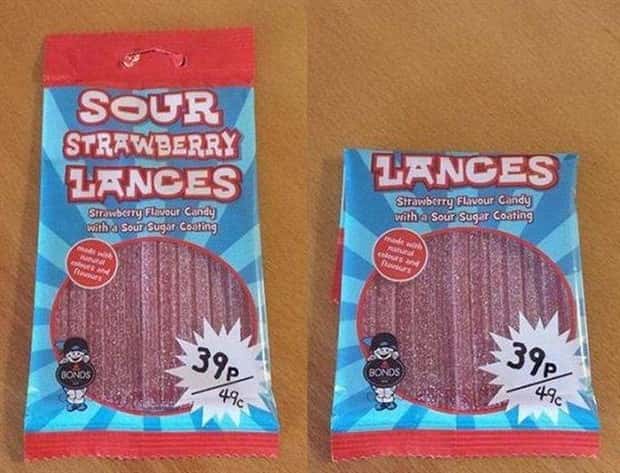 SOUR
STRAWBERRY
LANCES
Strawberry Flavour Candy
with a Sour Sugar Coating
made with
natural
colours and
flavours
BONDS
39p
49c
LANCES
Strawberry Flavour Candy
with a Sour Sugar Coating
made with
natural
colours and
flavours
BONDS
39p
49c